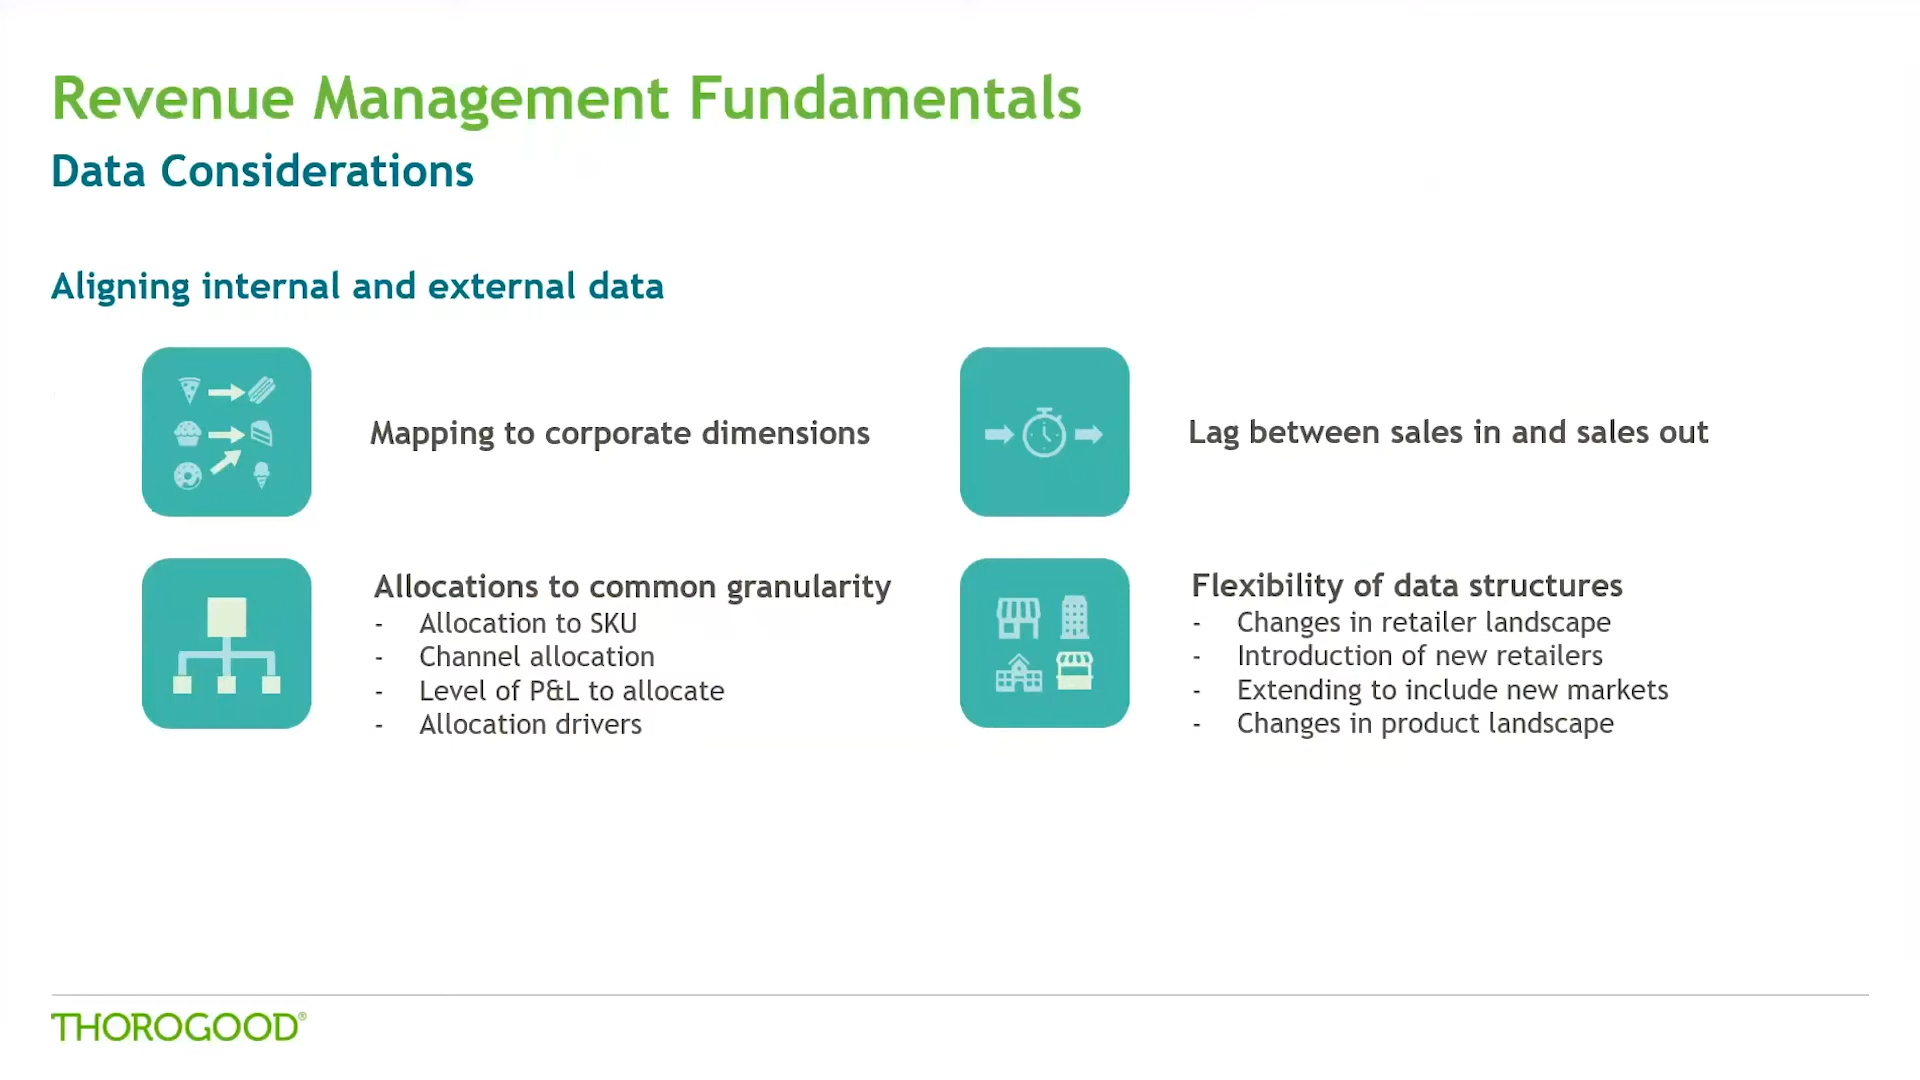 Revenue Management Fundamentals
Data Considerations
Aligning internal and external data
Mapping to corporate dimensions
Lag between sales in and sales out
Allocations to common granularity
- Allocation to SKU
- Channel allocation
- Level of P&L to allocate
- Allocation drivers
Flexibility of data structures
- Changes in retailer landscape
- Introduction of new retailers
- Extending to include new markets
- Changes in product landscape
THOROGOOD®